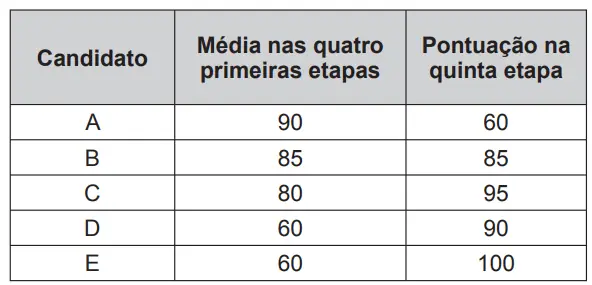 Candidato Média nas quatro primeiras etapas Pontuação na quinta etapa
A 90 60
B 85 85
C 80 95
D 60 90
E 60 100